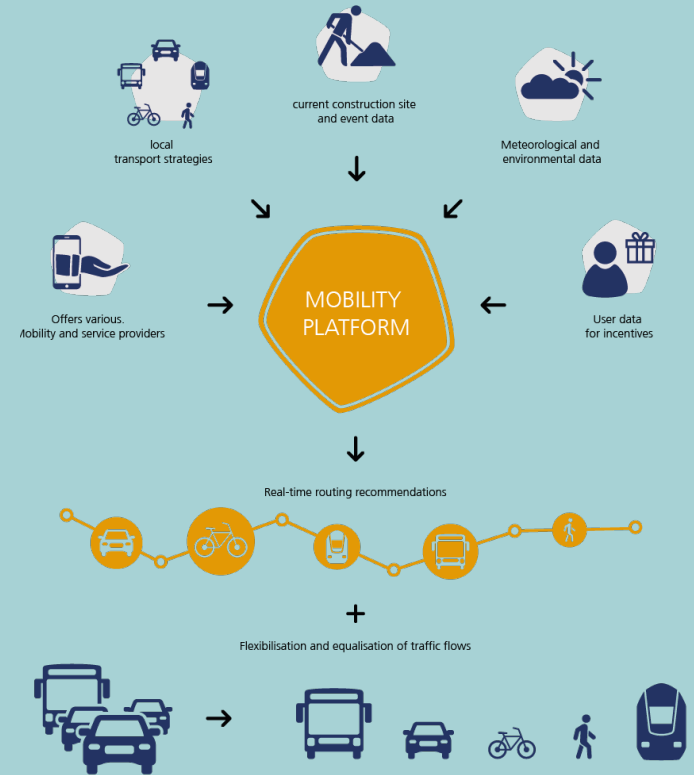 current construction site
and event data
local
transport strategies
Meteorological and
environmental data
Offers various.
Mobility and service providers
MOBILITY
PLATFORM
User data
for incentives
Real-time routing recommendations
Flexibilisation and equalisation of traffic flows